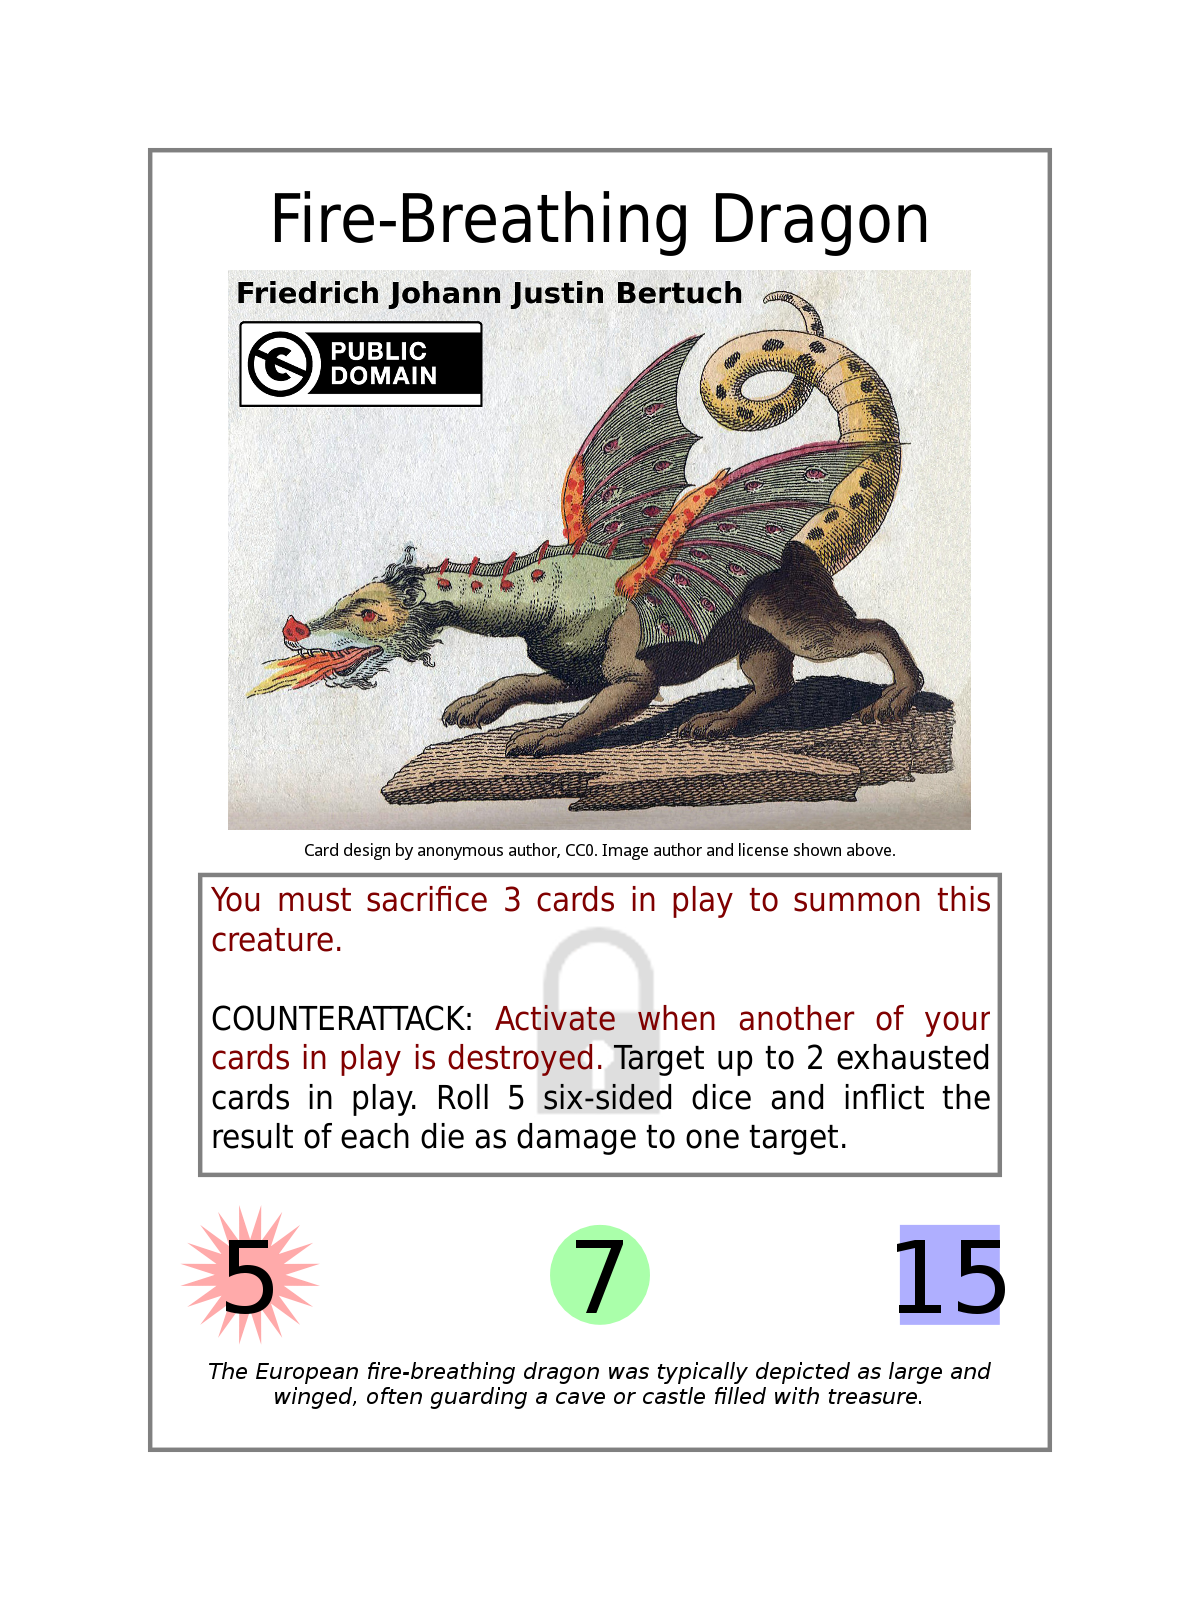 Fire-Breathing Dragon
Friedrich Johann Justin Bertuch
PUBLIC
DOMAIN
Card design by anonymous author, CC0. Image author and license shown above.
You must sacrifice 3 cards in play to summon this
creature.
COUNTERATTACK: Activate when another of your
cards in play is destroyed. Target up to 2 exhausted
cards in play. Roll 5 six-sided dice and inflict the
result of each die as damage to one target.
5 7 15
The European fire-breathing dragon was typically depicted as large and
winged, often guarding a cave or castle filled with treasure.